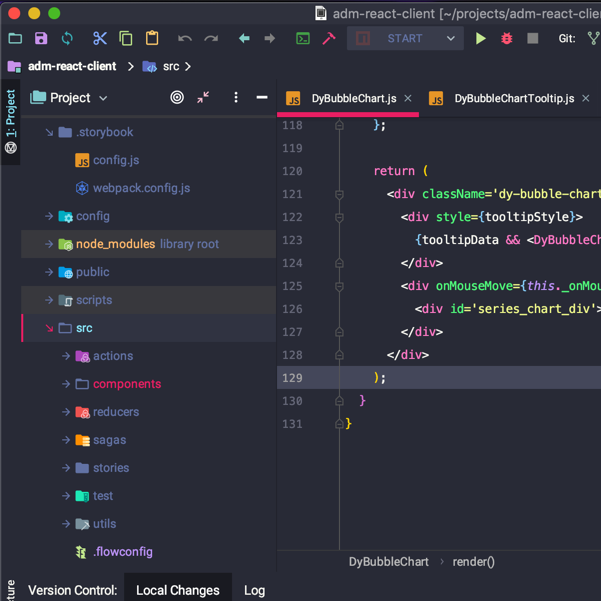 adm-react-client [~/projects/adm-react-clie
START
Git:
adm-react-client
src
1: Project
Project
DyBubbleChart.js
DyBubbleChartTooltip.js
.storybook
JS config.js
webpack.config.js
config
node_modules library root
public
scripts
src
actions
components
reducers
sagas
stories
test
utils
.flowconfig
118 };
119
120 return (
121 <div className='dy-bubble-chart
122 <div style={tooltipStyle}>
123 {tooltipData && <DyBubbleCh
124 </div>
125 <div onMouseMove={this._onMou
126 <div id='series_chart_div'>
127 </div>
128 </div>
129 );
130 }
131 }
DyBubbleChart > render()
cture
Version Control: Local Changes Log